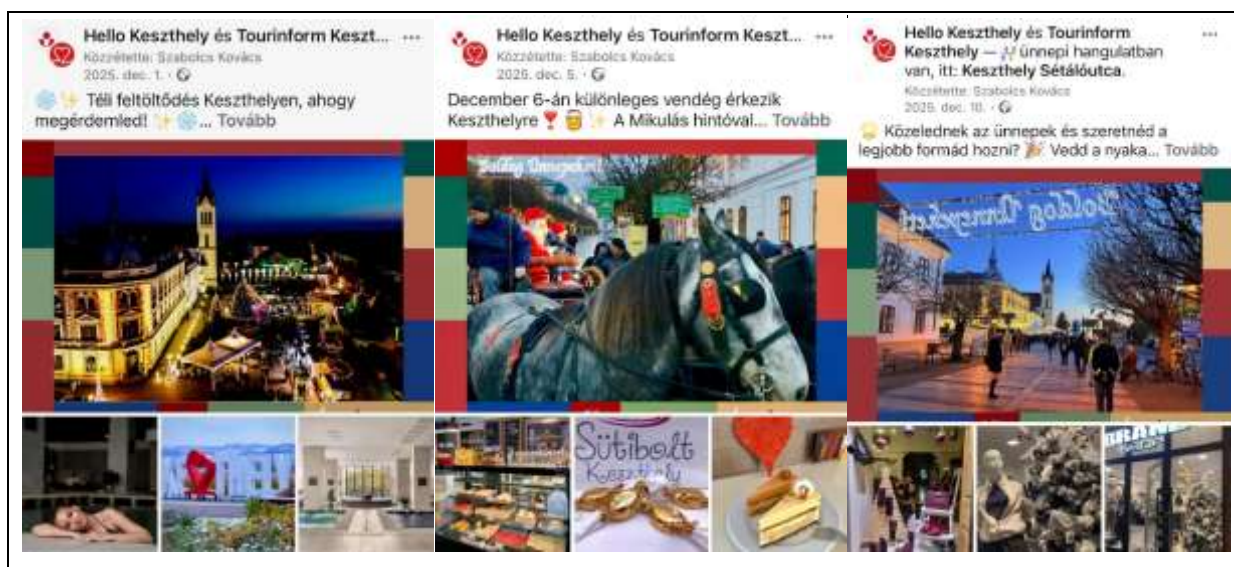 Hello Keszthely és Tourinform Keszt... ...
Közzétette: Szabolcs Kovács
2025. dec. 1. ·
Téli feltöltődés Keszthelyen, ahogy
megérdemled! ... Tovább
Hello Keszthely és Tourinform Keszt... ...
Közzétette: Szabolcs Kovács
2025. dec. 5. ·
December 6-án különleges vendég érkezik
Keszthelyre A Mikulás hintóval... Tovább
Boldog Ünnepeket!
Sütibolt
Keszthely
Hello Keszthely és Tourinform ...
Keszthely — ünnepi hangulatban
van, itt: Keszthely Sétálóutca.
Közzétette: Szabolcs Kovács
2025. dec. 10. ·
Közelednek az ünnepek és szeretnéd a
legjobb formád hozni? Vedd a nyaka... Tovább
Boldog Ünnepeket!